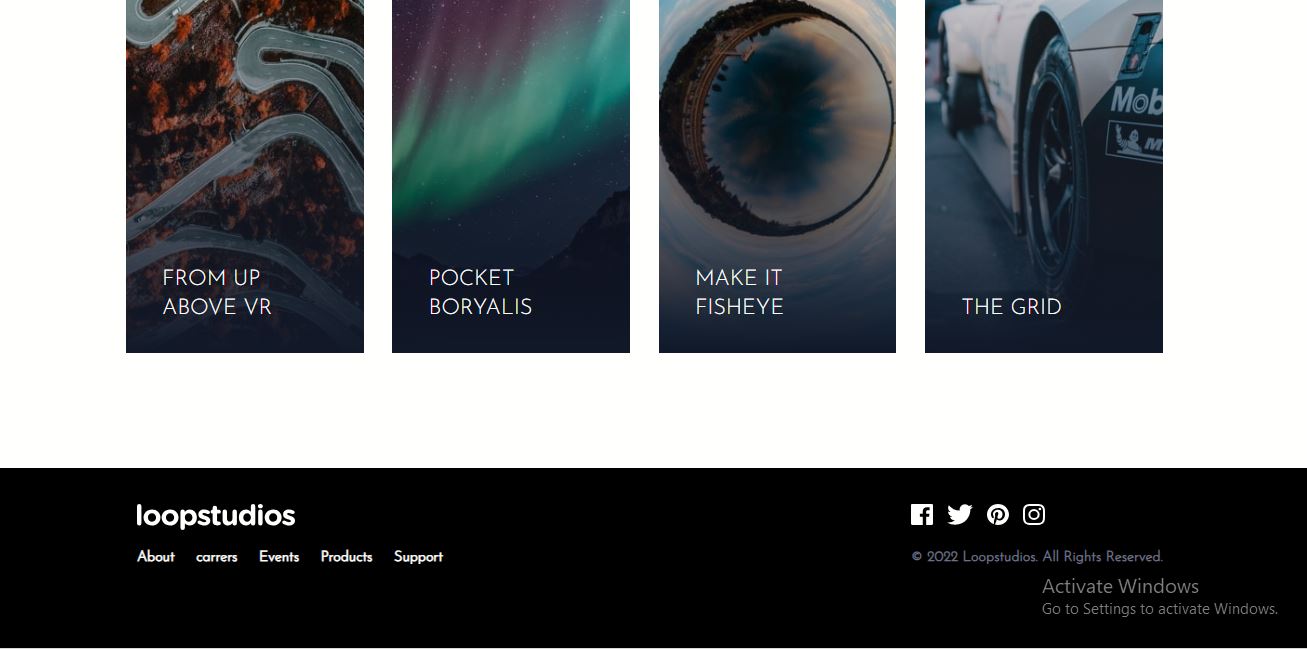 Mob
FROM UP
ABOVE VR
POCKET
BORYALIS
MAKE IT
FISHEYE
THE GRID
loopstudios
About carrers Events Products Support
© 2022 Loopstudios. All Rights Reserved.
Activate Windows
Go to Settings to activate Windows.